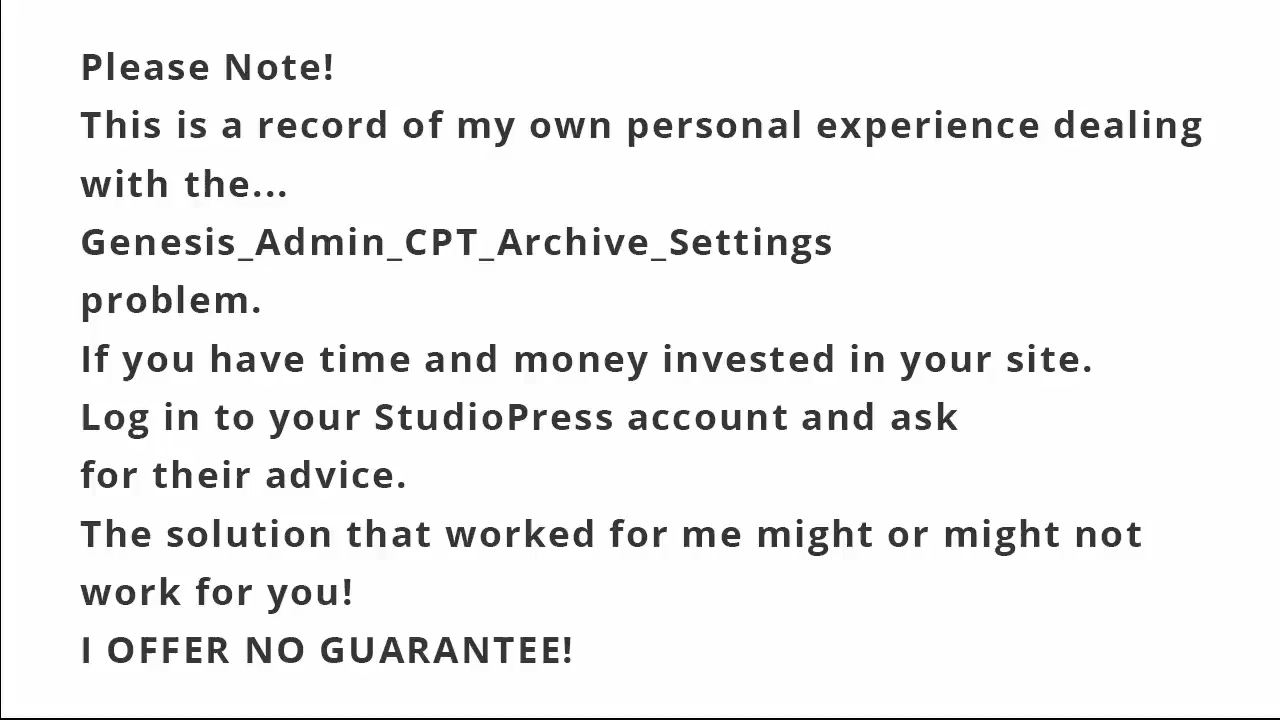 Please Note!
This is a record of my own personal experience dealing
with the...
Genesis_Admin_CPT_Archive_Settings
problem.
If you have time and money invested in your site.
Log in to your StudioPress account and ask
for their advice.
The solution that worked for me might or might not
work for you!
I OFFER NO GUARANTEE!